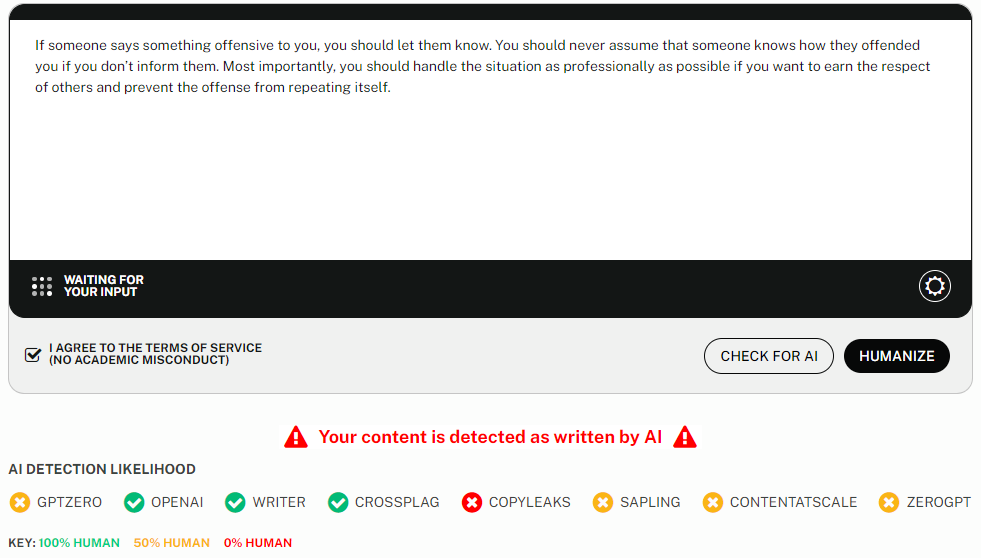 If someone says something offensive to you, you should let them know. You should never assume that someone knows how they offended
you if you don't inform them. Most importantly, you should handle the situation as professionally as possible if you want to earn the respect
of others and prevent the offense from repeating itself.
WAITING FOR
YOUR INPUT
I AGREE TO THE TERMS OF SERVICE
(NO ACADEMIC MISCONDUCT)
CHECK FOR AI
HUMANIZE
Your content is detected as written by AI
AI DETECTION LIKELIHOOD
GPTZERO OPENAI WRITER CROSSPLAG COPYLEAKS SAPLING CONTENTATSCALE ZEROGPT
KEY: 100% HUMAN 50% HUMAN 0% HUMAN